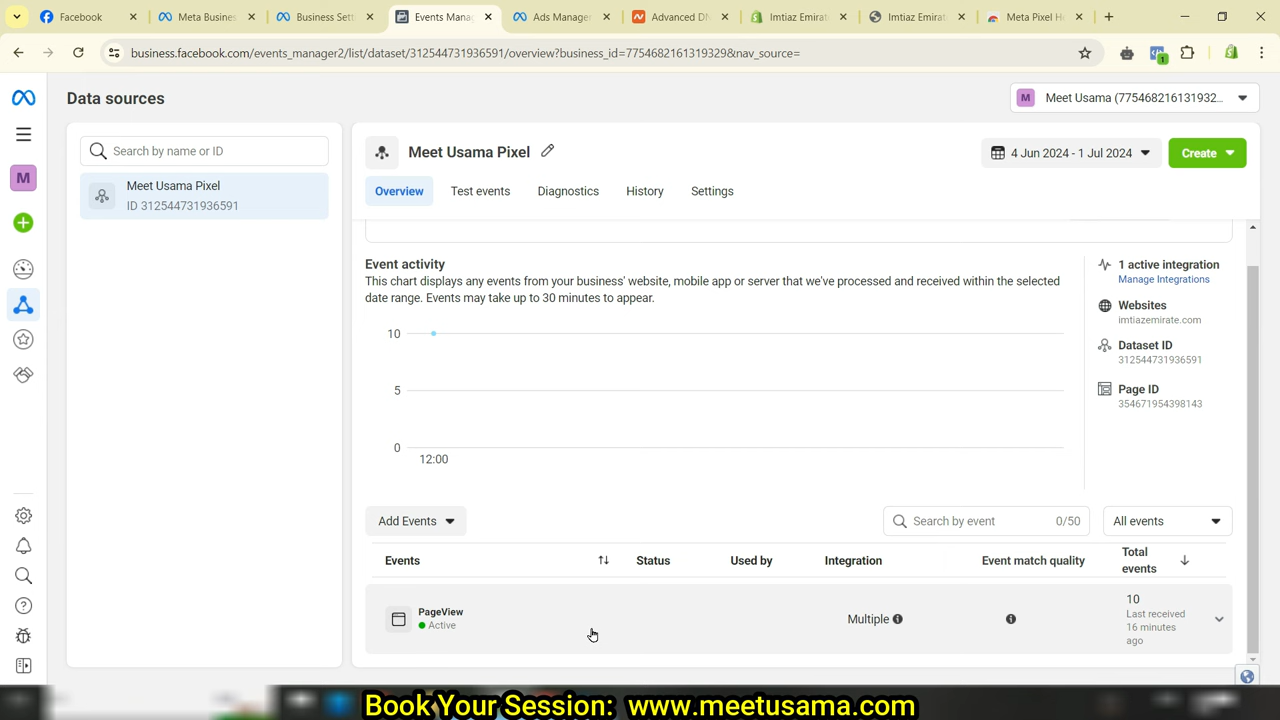 Facebook
Meta Busines
Business Sett
Events Mana
Ads Manager
Advanced DN
Imtiaz Emirat
Imtiaz Emirat
Meta Pixel H
business.facebook.com/events_manager2/list/dataset/312544731936591/overview?business_id=775468216131932​9&nav_source=
1
Data sources
M
Meet Usama (775468216131932...
M
Search by name or ID
Meet Usama Pixel
ID 312544731936591
Meet Usama Pixel
4 Jun 2024 - 1 Jul 2024
Create
Overview
Test events
Diagnostics
History
Settings
Event activity
This chart displays any events from your business' website, mobile app or server that we've processed and received within the selected
date range. Events may take up to 30 minutes to appear.
10
5
0
12:00
1 active integration
Manage Integrations
Websites
imtiazemirate.com
Dataset ID
312544731936591
Page ID
354671954398143
Add Events
Search by event
0/50
All events
Events
Status
Used by
Integration
Event match quality
Total
events
PageView
Active
Multiple
10
Last received
16 minutes
ago
Book Your Session: www.meetusama.com